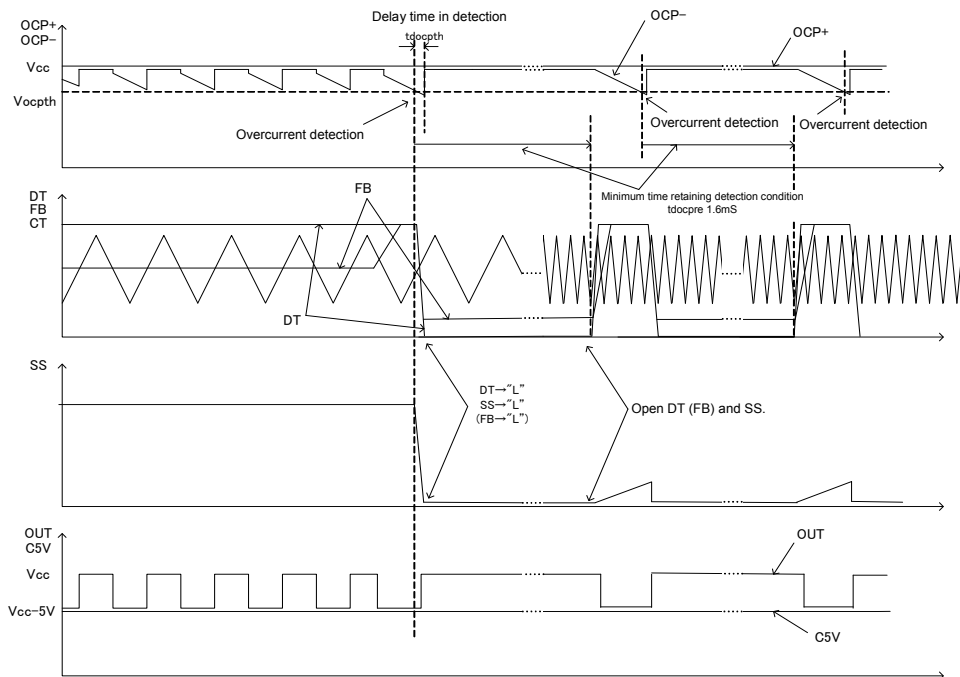 Delay time in detection
tdocpth
OCP+
OCP−
OCP−
OCP+
Vcc
Vocpth
Overcurrent detection
Overcurrent detection
Overcurrent detection
Minimum time retaining detection condition
tdocpre 1.6mS
DT
FB
CT
FB
DT
SS
DT→"L"
SS→"L"
(FB→"L")
Open DT (FB) and SS.
OUT
C5V
OUT
Vcc
Vcc−5V
C5V